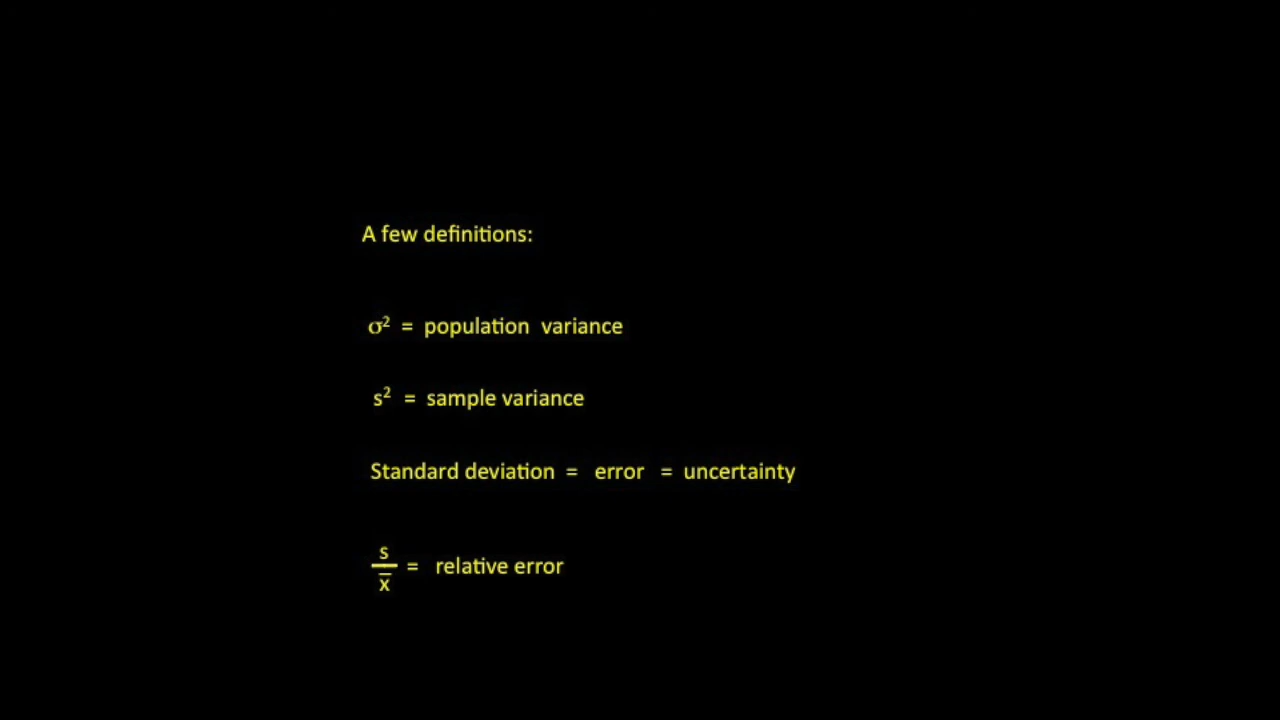 A few definitions:
σ² = population variance
s² = sample variance
Standard deviation = error = uncertainty
s
x̄ = relative error